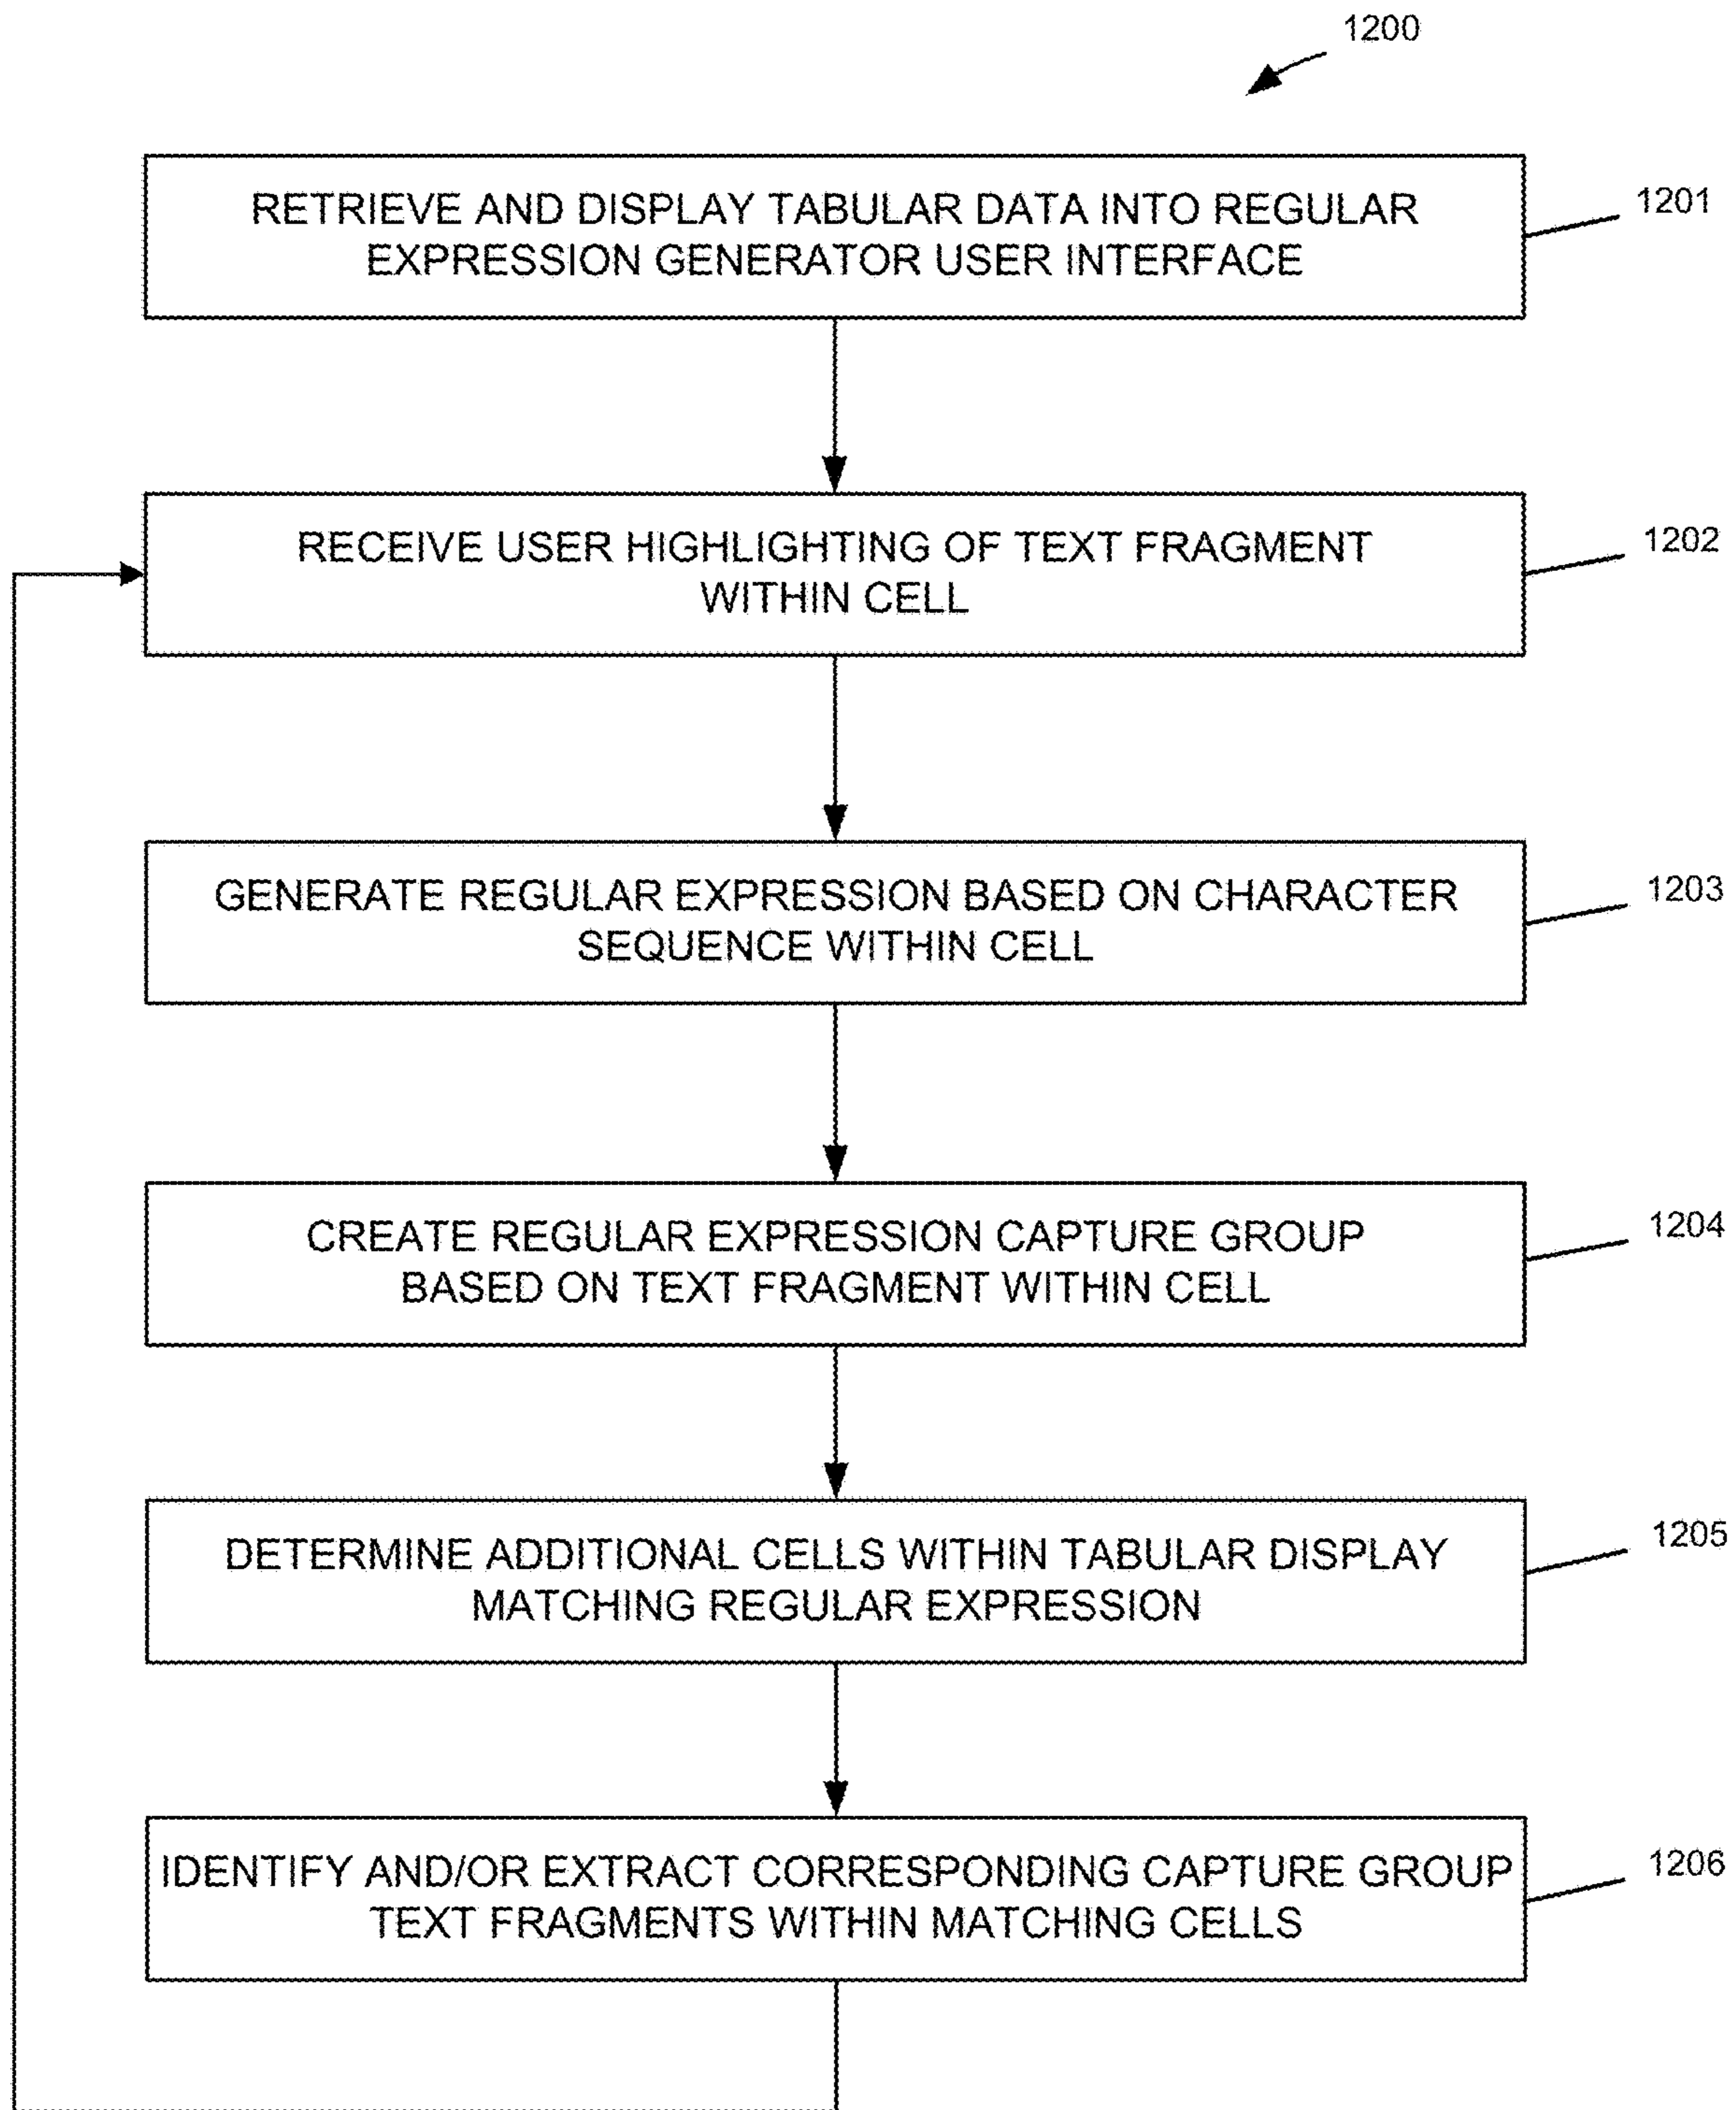 1200
RETRIEVE AND DISPLAY TABULAR DATA INTO REGULAR
EXPRESSION GENERATOR USER INTERFACE
1201
RECEIVE USER HIGHLIGHTING OF TEXT FRAGMENT
WITHIN CELL
1202
GENERATE REGULAR EXPRESSION BASED ON CHARACTER
SEQUENCE WITHIN CELL
1203
CREATE REGULAR EXPRESSION CAPTURE GROUP
BASED ON TEXT FRAGMENT WITHIN CELL
1204
DETERMINE ADDITIONAL CELLS WITHIN TABULAR DISPLAY
MATCHING REGULAR EXPRESSION
1205
IDENTIFY AND/OR EXTRACT CORRESPONDING CAPTURE GROUP
TEXT FRAGMENTS WITHIN MATCHING CELLS
1206